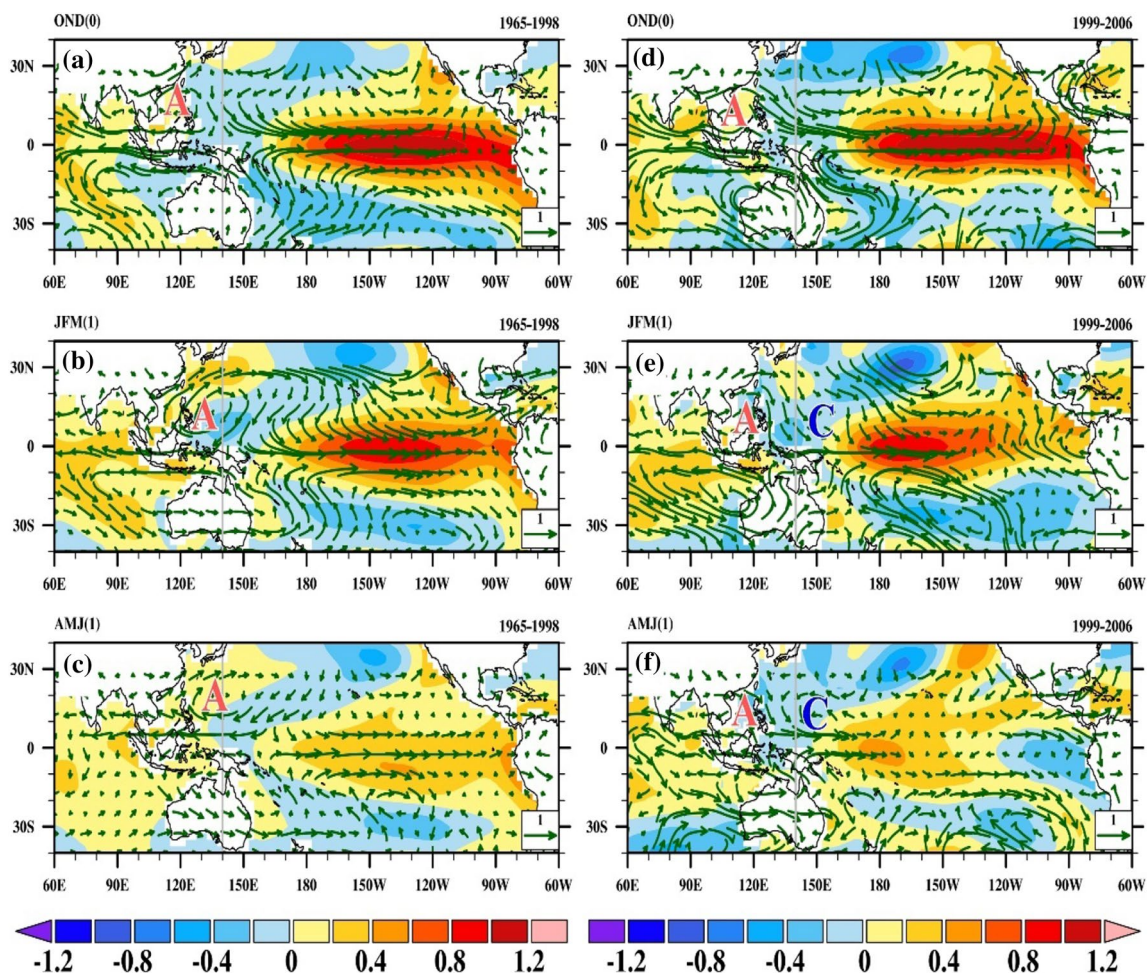 OND(0) 1965-1998
(a)
30N
A
0
30S
1
60E 90E 120E 150E 180 150W 120W 90W 60W
OND(0) 1999-2006
(d)
30N
A
0
30S
1
60E 90E 120E 150E 180 150W 120W 90W 60W
JFM(1) 1965-1998
(b)
30N
A
0
30S
1
60E 90E 120E 150E 180 150W 120W 90W 60W
JFM(1) 1999-2006
(e)
30N
A C
0
30S
1
60E 90E 120E 150E 180 150W 120W 90W 60W
AMJ(1) 1965-1998
(c)
30N
A
0
30S
1
60E 90E 120E 150E 180 150W 120W 90W 60W
AMJ(1) 1999-2006
(f)
30N
A C
0
30S
1
60E 90E 120E 150E 180 150W 120W 90W 60W
-1.2 -0.8 -0.4 0 0.4 0.8 1.2
-1.2 -0.8 -0.4 0 0.4 0.8 1.2